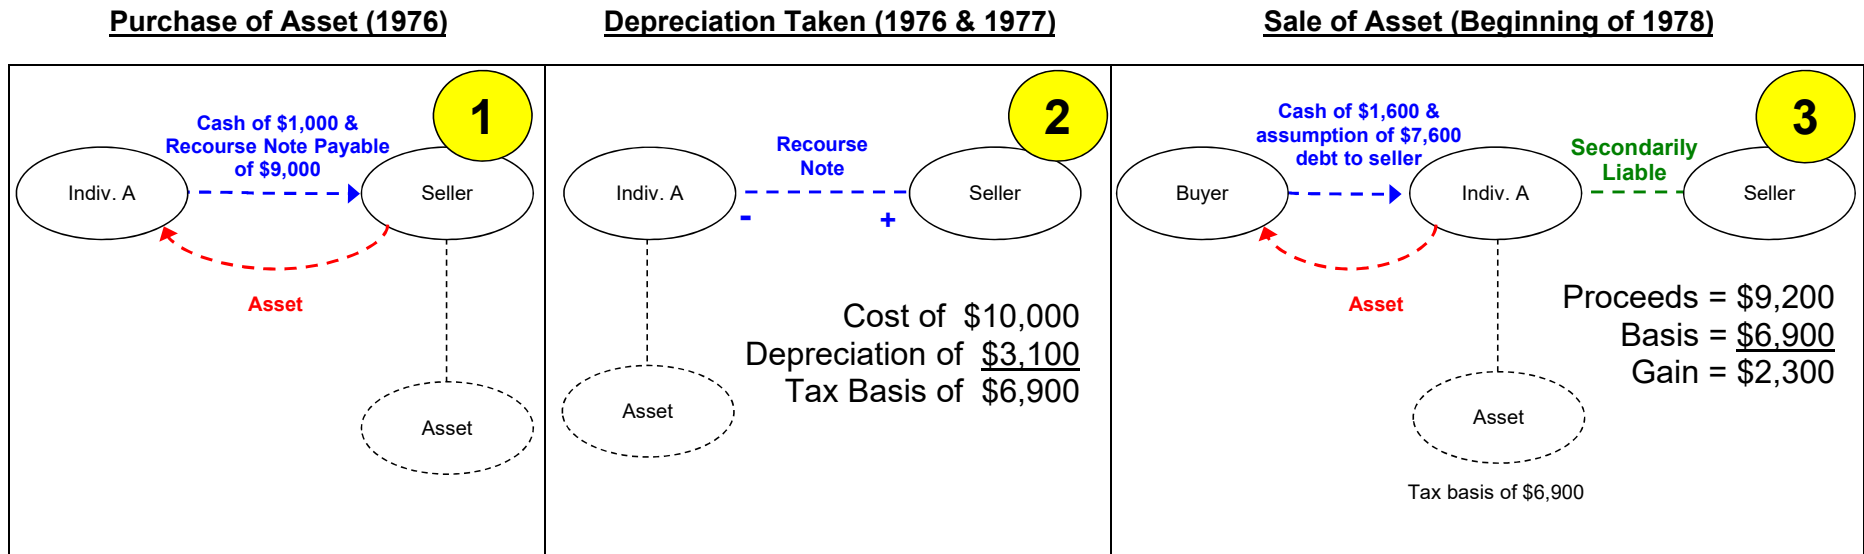 Purchase of Asset (1976)
Depreciation Taken (1976 & 1977)
Sale of Asset (Beginning of 1978)
1
Cash of $1,000 &
Recourse Note Payable
of $9,000
Indiv. A
Seller
Asset
Asset
2
Recourse
Note
Indiv. A
Seller
-
+
Cost of $10,000
Depreciation of $3,100
Tax Basis of $6,900
Asset
3
Cash of $1,600 &
assumption of $7,600
debt to seller
Secondarily
Liable
Buyer
Indiv. A
Seller
Asset
Proceeds = $9,200
Basis = $6,900
Gain = $2,300
Asset
Tax basis of $6,900